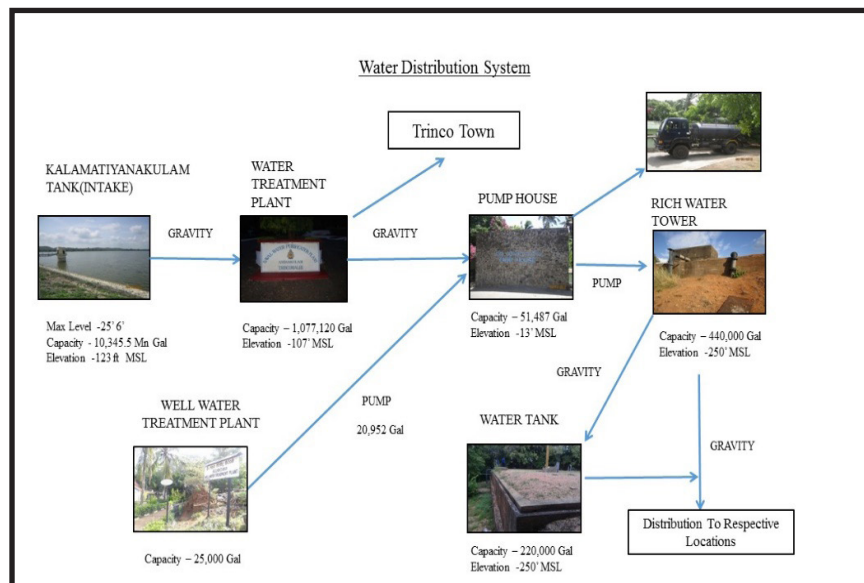 Water Distribution System
Trinco Town
KALAMATIYANAKULAM
TANK(INTAKE)
WATER
TREATMENT
PLANT
PUMP HOUSE
RICH WATER
TOWER
GRAVITY
GRAVITY
PUMP
Max Level -25' 6'
Capacity - 10,345.5 Mn Gal
Elevation -123 ft MSL
Capacity – 1,077,120 Gal
Elevation -107' MSL
Capacity – 51,487 Gal
Elevation -13' MSL
Capacity – 440,000 Gal
Elevation -250' MSL
GRAVITY
WELL WATER
TREATMENT PLANT
PUMP
20,952 Gal
WATER TANK
GRAVITY
Capacity – 25,000 Gal
Capacity – 220,000 Gal
Elevation -250' MSL
Distribution To Respective
Locations